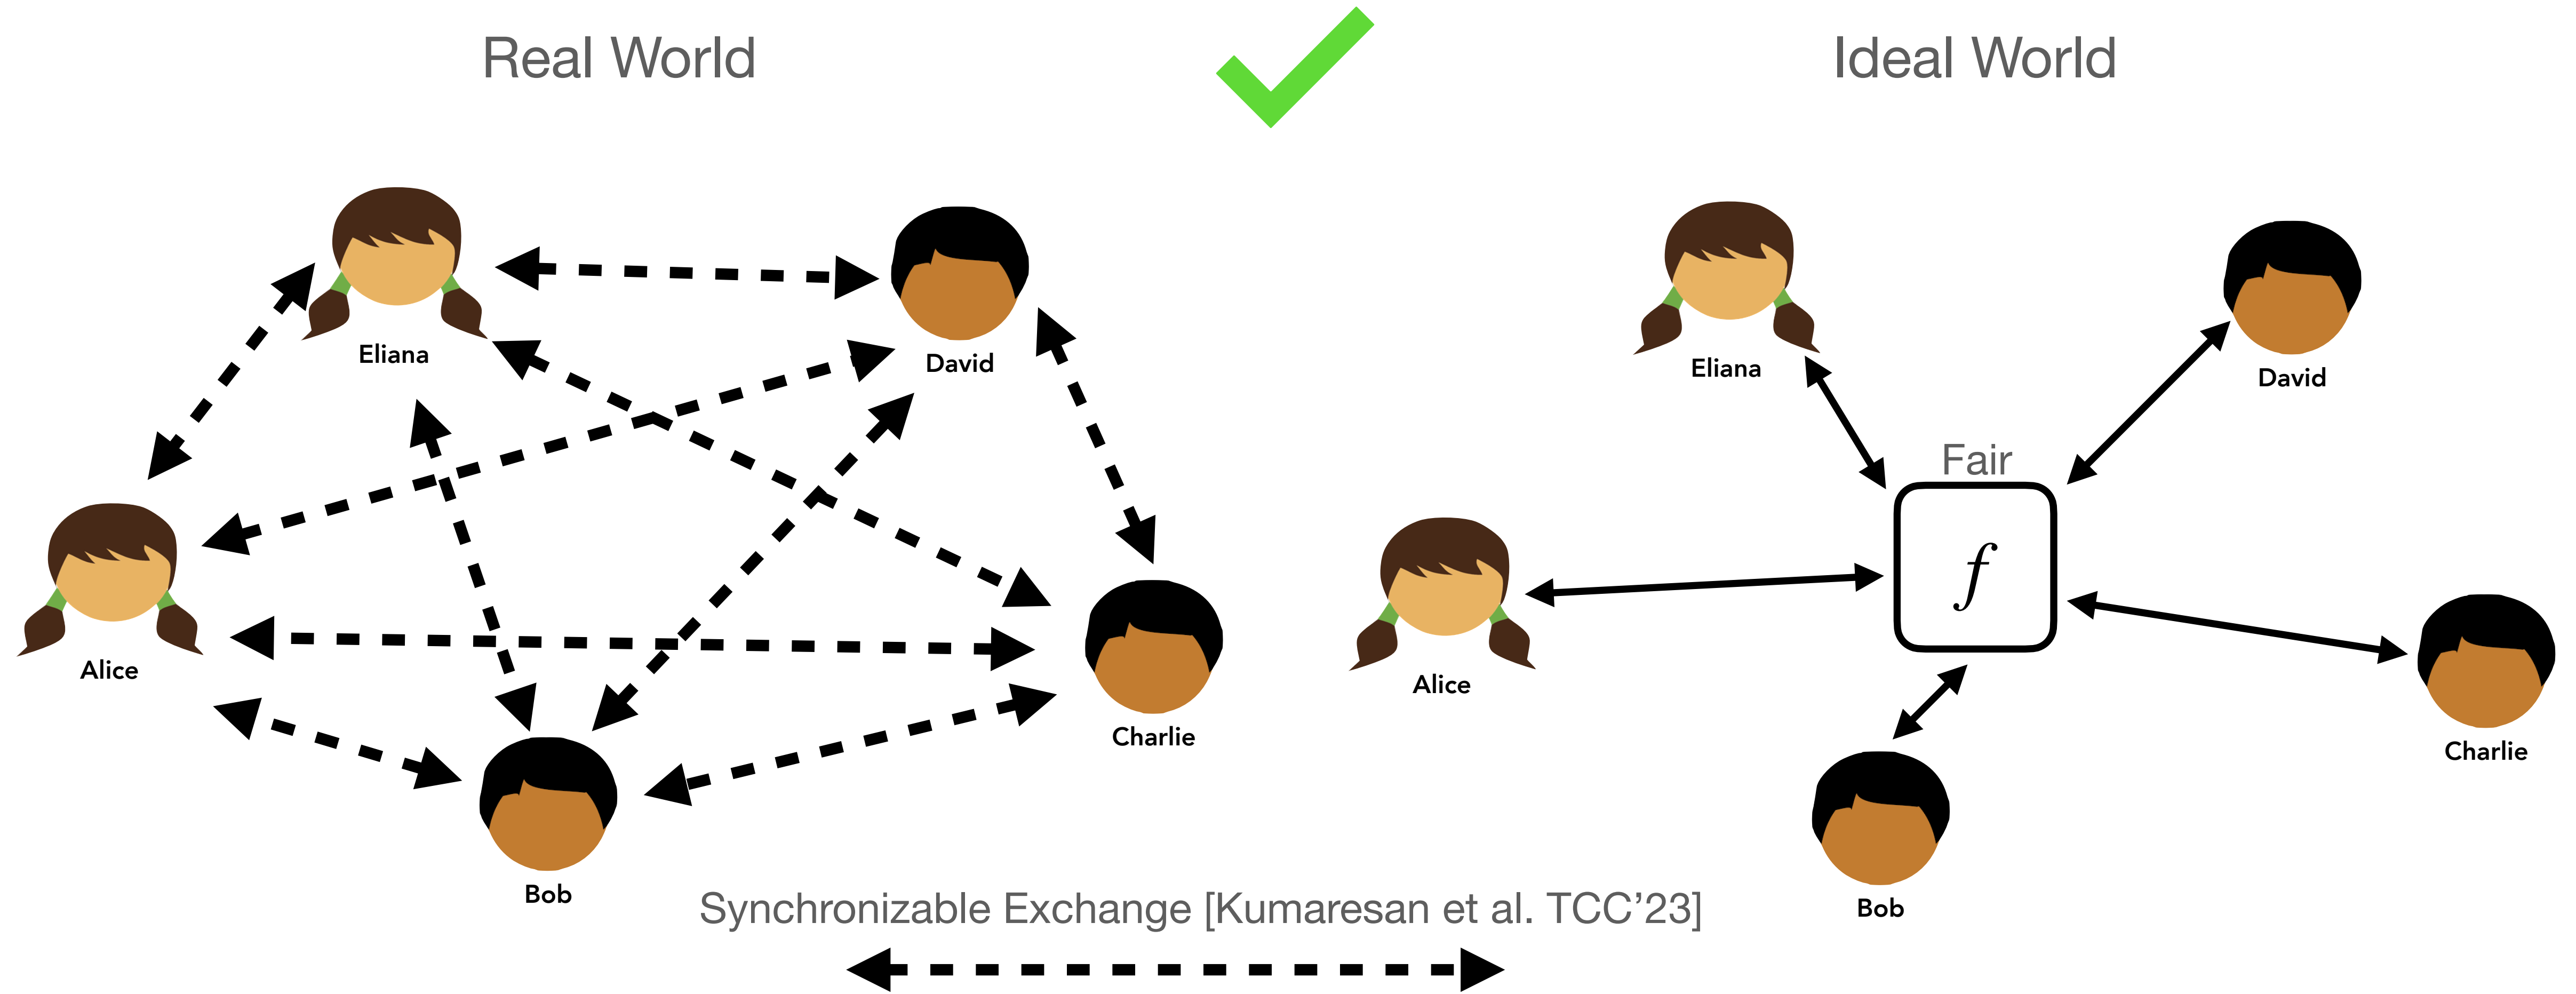 Real World
Ideal World
Eliana
David
Alice
Charlie
Bob
Eliana
David
Fair
f
Alice
Charlie
Bob
Synchronizable Exchange [Kumaresan et al. TCC’23]